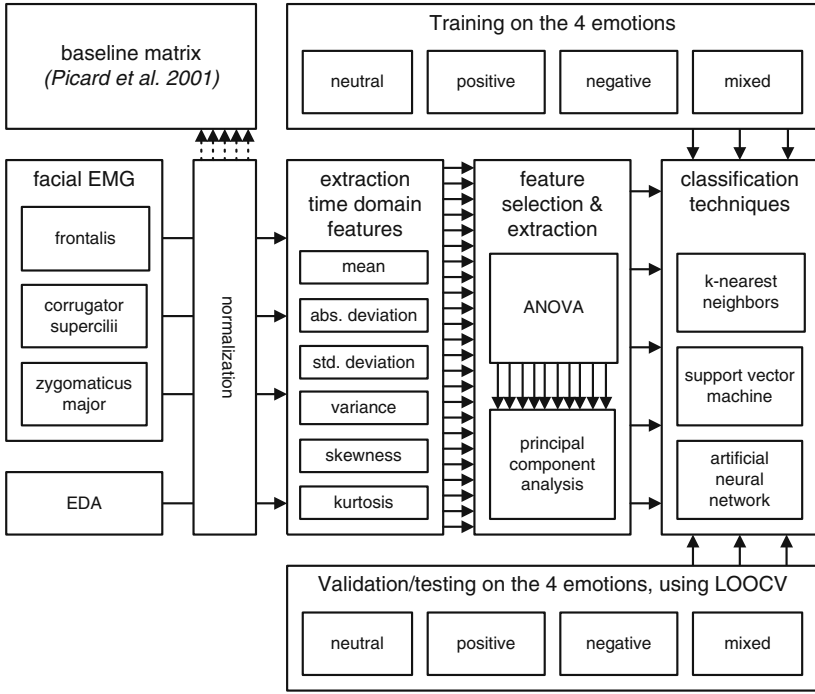 baseline matrix
(Picard et al. 2001)
Training on the 4 emotions
neutral
positive
negative
mixed
facial EMG
frontalis
corrugator
supercilii
zygomaticus
major
EDA
normalization
extraction
time domain
features
mean
abs. deviation
std. deviation
variance
skewness
kurtosis
feature
selection &
extraction
ANOVA
principal
component
analysis
classification
techniques
k-nearest
neighbors
support vector
machine
artificial
neural
network
Validation/testing on the 4 emotions, using LOOCV
neutral
positive
negative
mixed